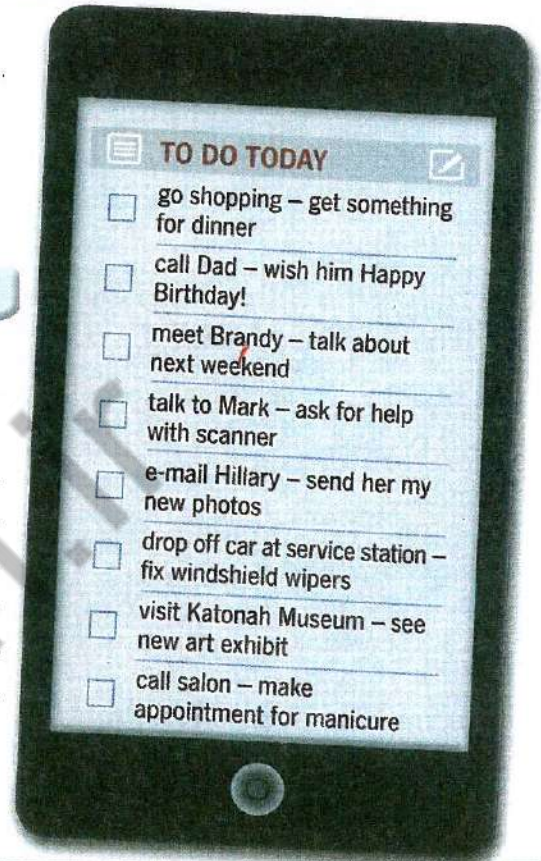 TO DO TODAY
go shopping – get something
for dinner
call Dad – wish him Happy
Birthday!
meet Brandy – talk about
next weekend
talk to Mark – ask for help
with scanner
e-mail Hillary – send her my
new photos
drop off car at service station –
fix windshield wipers
visit Katonah Museum – see
new art exhibit
call salon – make
appointment for manicure